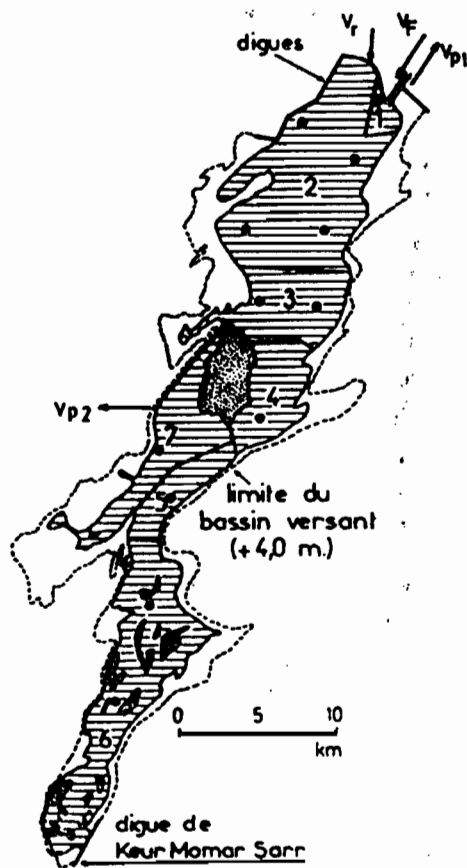 Vr
VF
Vp1
digues
1
2
3
4
Vp2
7
5
limite du
bassin versant
(+4,0 m.)
0 5 10
km
6
digue de
Keur Momar Sarr